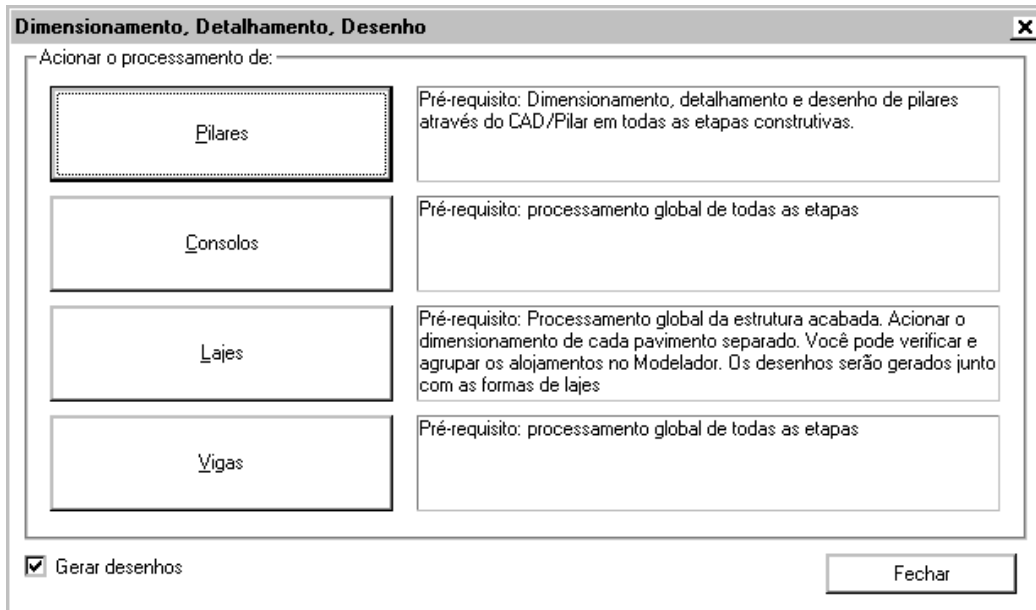 Dimensionamento, Detalhamento, Desenho
Acionar o processamento de:
Pilares
Pré-requisito: Dimensionamento, detalhamento e desenho de pilares
através do CAD/Pilar em todas as etapas construtivas.
Consolos
Pré-requisito: processamento global de todas as etapas
Lajes
Pré-requisito: Processamento global da estrutura acabada. Acionar o
dimensionamento de cada pavimento separado. Você pode verificar e
agrupar os alojamentos no Modelador. Os desenhos serão gerados junto
com as formas de lajes
Vigas
Pré-requisito: processamento global de todas as etapas
Gerar desenhos
Fechar